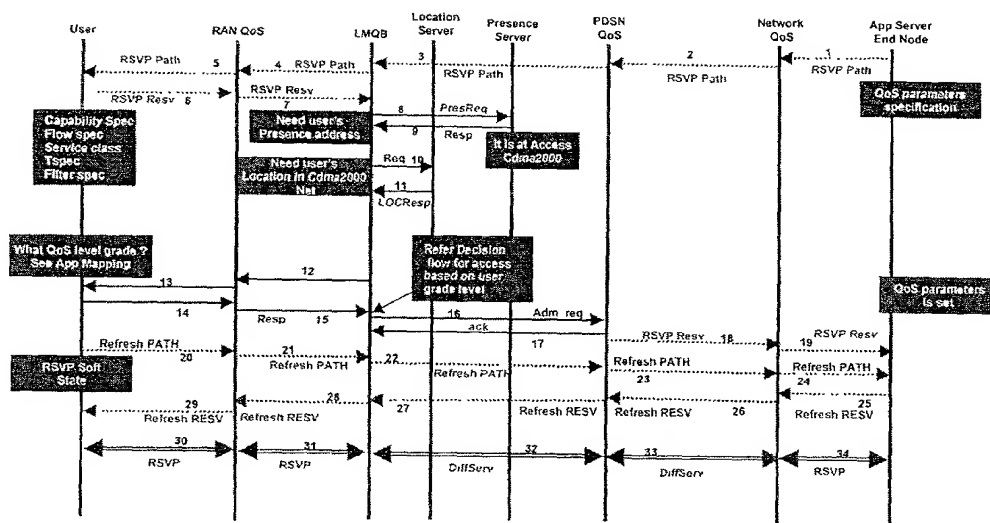 User
RAN QoS
LMQB
Location
Server
Presence
Server
PDSN
QoS
Network
QoS
App Server
End Node
1
RSVP Path
2
RSVP Path
3
RSVP Path
4
RSVP Path
5
RSVP Path
RSVP Resv
6
RSVP Resv
7
QoS parameters
specification
Capability Spec
Flow spec
Service class
Tspec
Filter spec
Need user's
Presence address
8
PresReq
9
Resp
It is at Access
Cdma2000
Need user's
Location in Cdma2000
Net
Req
10
11
LOCResp
What QoS level grade ?
See App Mapping
12
13
14
Resp
15
Refer Decision
flow for access
based on user
grade level
QoS parameters
is set
16
Adm_req
ack
17
RSVP Resv
18
19
RSVP Resv
Refresh PATH
20
21
Refresh PATH
22
Refresh PATH
Refresh PATH
23
Refresh PATH
24
RSVP Soft
State
25
Refresh RESV
26
Refresh RESV
27
Refresh RESV
28
Refresh RESV
29
Refresh RESV
30
RSVP
31
RSVP
32
DiffServ
33
DiffServ
34
RSVP